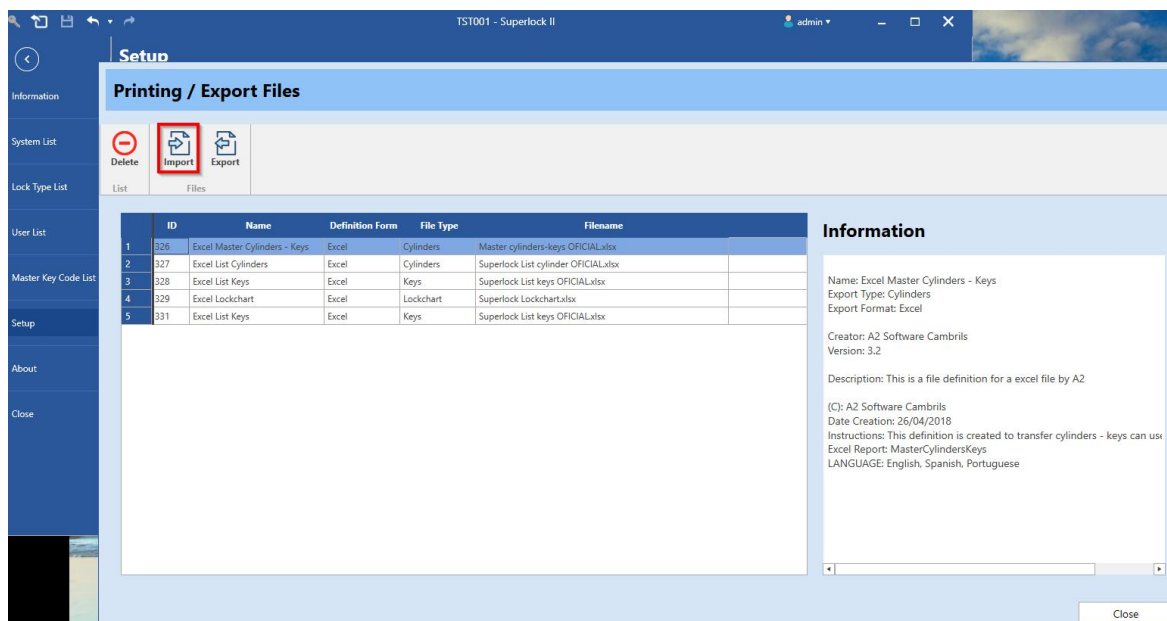 TST001 - Superlock II
admin
Setup
Printing / Export Files
Information
System List
Lock Type List
User List
Master Key Code List
Setup
About
Close
Delete
Import
Export
List
Files
ID Name Definition Form File Type Filename
1 326 Excel Master Cylinders - Keys Excel Cylinders Master cylinders-keys OFICIAL.xlsx
2 327 Excel List Cylinders Excel Cylinders Superlock List cylinder OFICIAL.xlsx
3 328 Excel List Keys Excel Keys Superlock List keys OFICIAL.xlsx
4 329 Excel Lockchart Excel Lockchart Superlock Lockchart.xlsx
5 331 Excel List Keys Excel Keys Superlock List keys OFICIAL.xlsx
Information
Name: Excel Master Cylinders - Keys
Export Type: Cylinders
Export Format: Excel
Creator: A2 Software Cambrils
Version: 3.2
Description: This is a file definition for a excel file by A2
(C): A2 Software Cambrils
Date Creation: 26/04/2018
Instructions: This definition is created to transfer cylinders - keys can use
Excel Report: MasterCylindersKeys
LANGUAGE: English, Spanish, Portuguese
Close